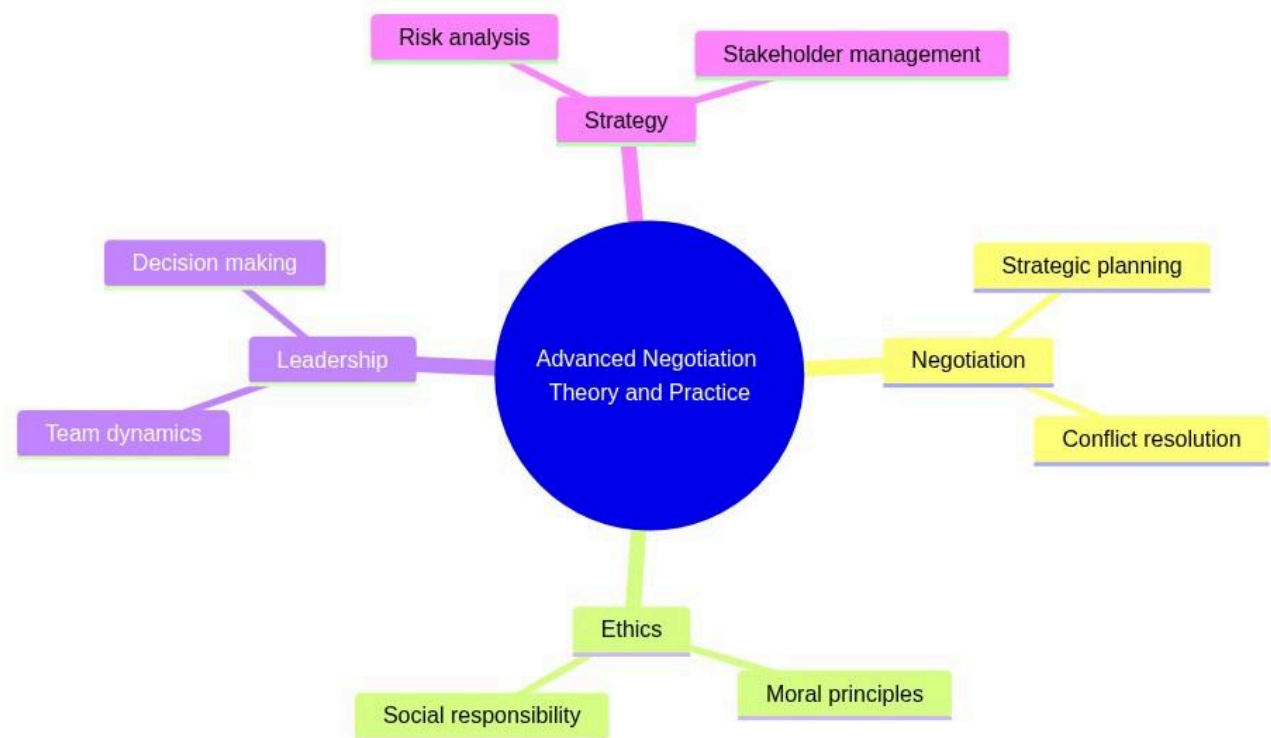 Risk analysis
Stakeholder management
Strategy
Decision making
Strategic planning
Leadership
Advanced Negotiation
Theory and Practice
Negotiation
Team dynamics
Conflict resolution
Ethics
Social responsibility
Moral principles